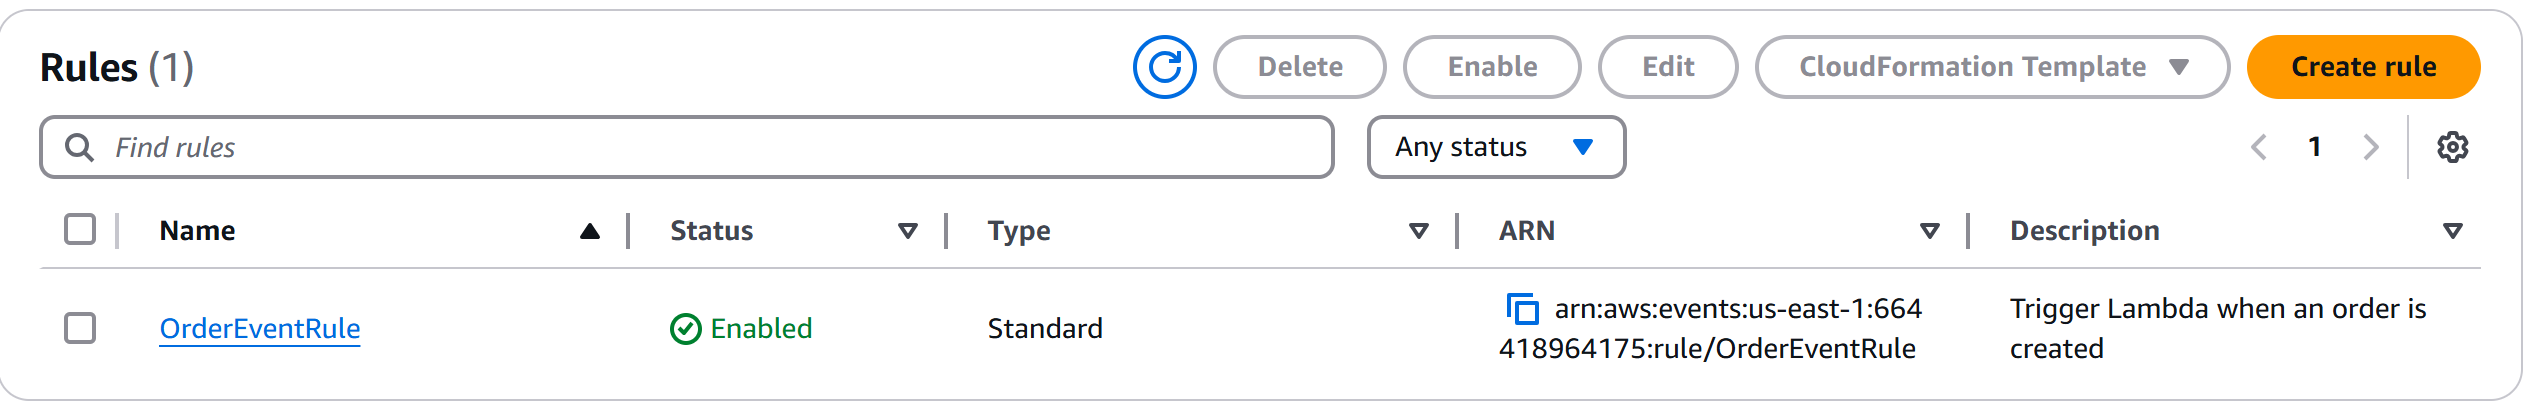 Rules (1)
Delete
Enable
Edit
CloudFormation Template
Create rule
Find rules
Any status
1
Name
Status
Type
ARN
Description
OrderEventRule
Enabled
Standard
arn:aws:events:us-east-1:664
418964175:rule/OrderEventRule
Trigger Lambda when an order is
created